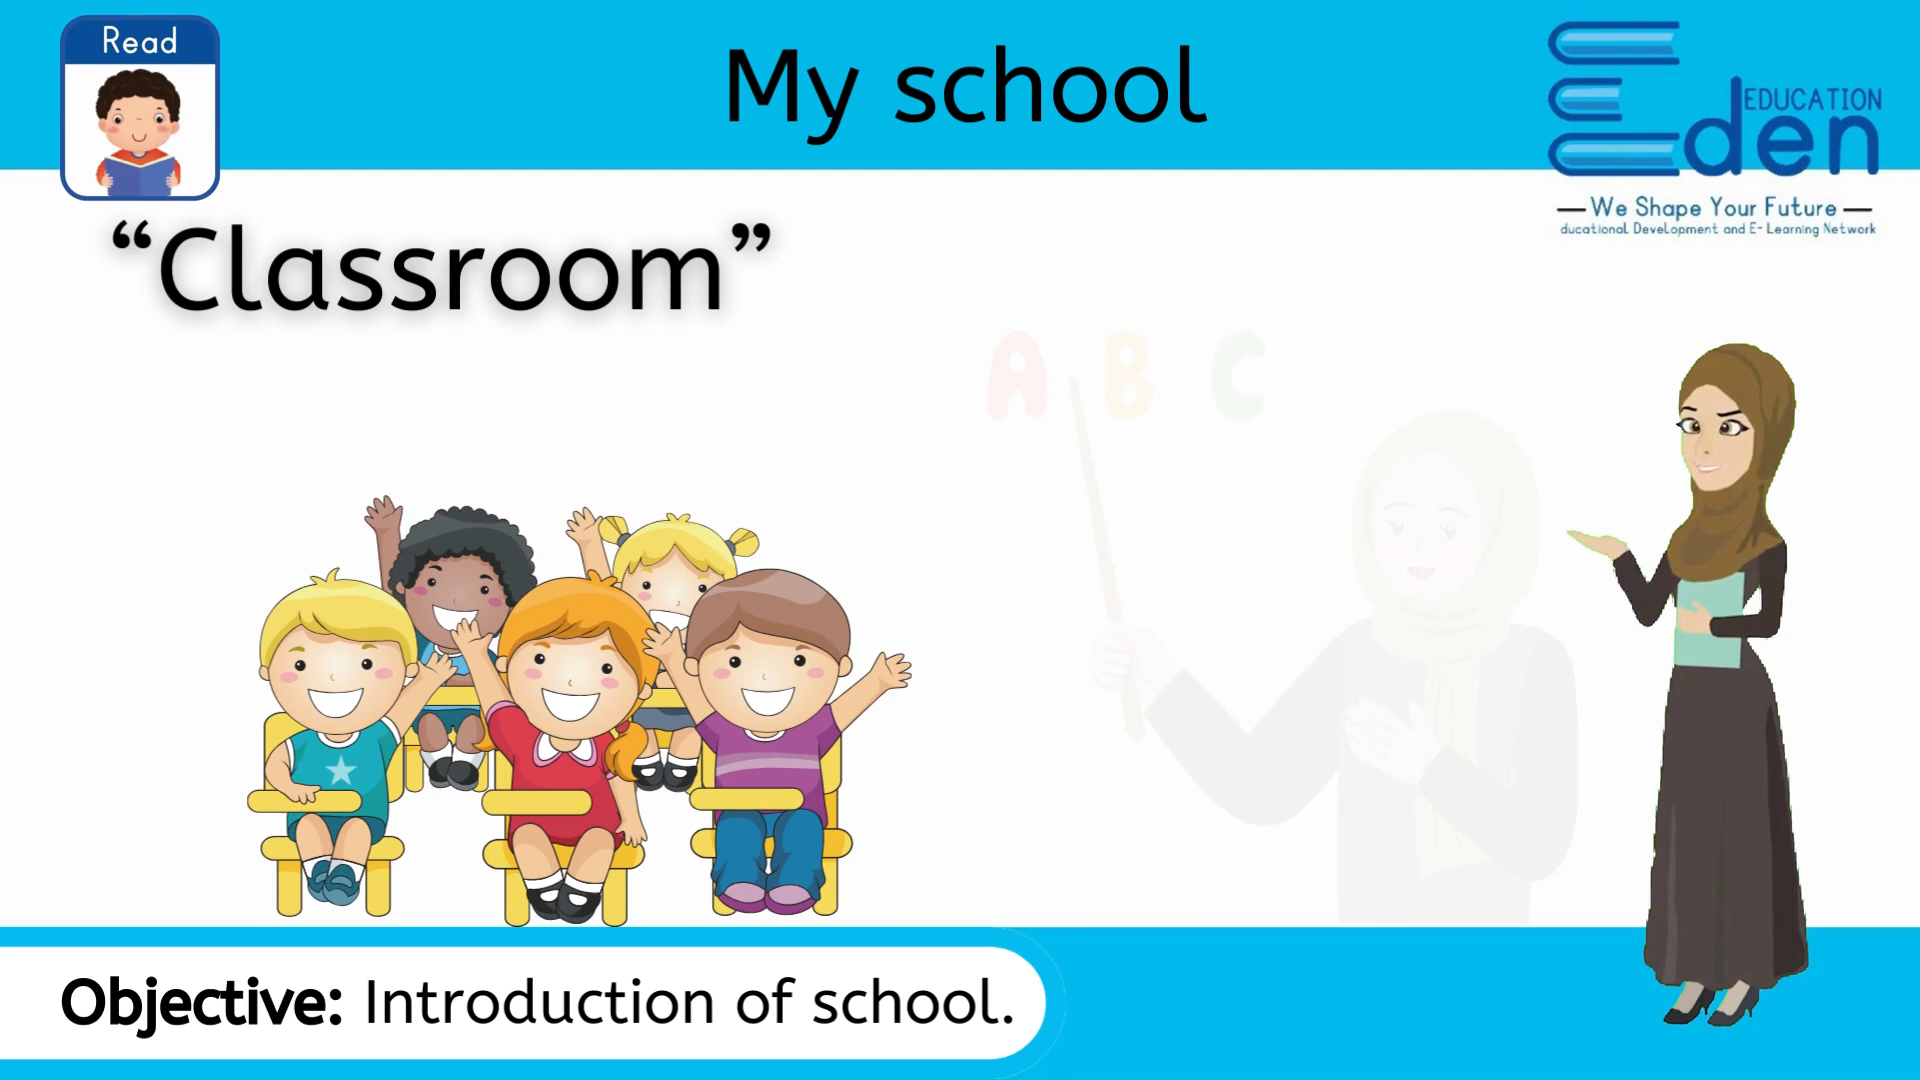 Read
My school
EDUCATION
Eden
We Shape Your Future
ducational Development and E- Learning Network
“Classroom”
A B C
Objective: Introduction of school.